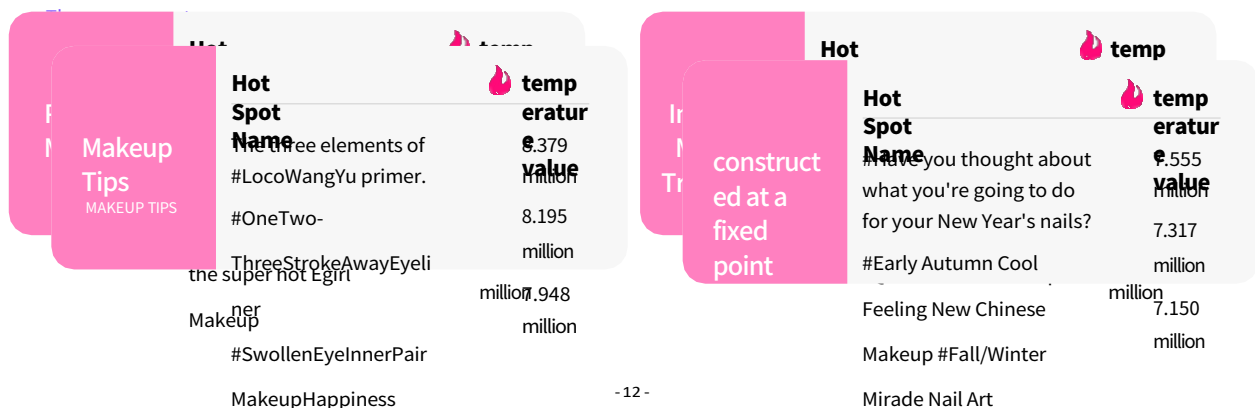 Hot
temp
Hot
Spot
Name
temp
eratur
e
value
Makeup
Tips
MAKEUP TIPS
The three elements of
#LocoWangYu primer.
8.379
million
#OneTwo-
ThreeStrokeAwayEyeli
ner
8.195
million
the super hot Egirl
Makeup
million
7.948
million
#SwollenEyeInnerPair
MakeupHappiness
Hot
temp
Hot
Spot
Name
temp
eratur
e
value
construct
ed at a
fixed
point
#Have you thought about
what you're going to do
for your New Year's nails?
7.555
million
7.317
million
#Early Autumn Cool
Feeling New Chinese
Makeup #Fall/Winter
Mirade Nail Art
million
7.150
million
- 12 -